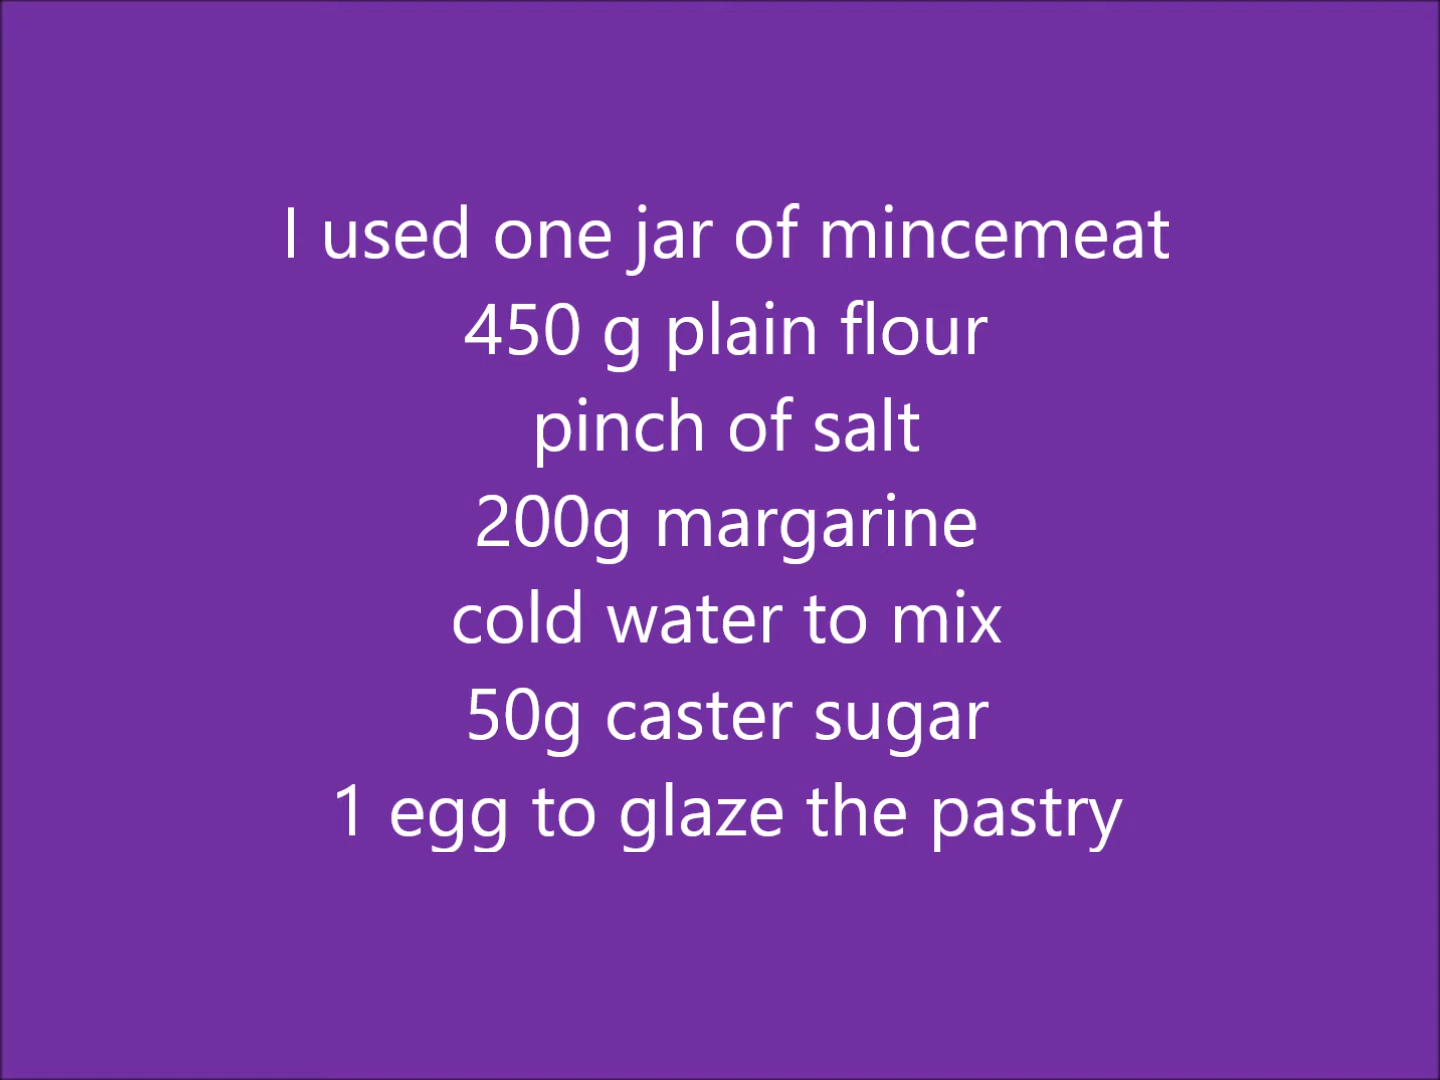 I used one jar of mincemeat
450 g plain flour
pinch of salt
200g margarine
cold water to mix
50g caster sugar
1 egg to glaze the pastry